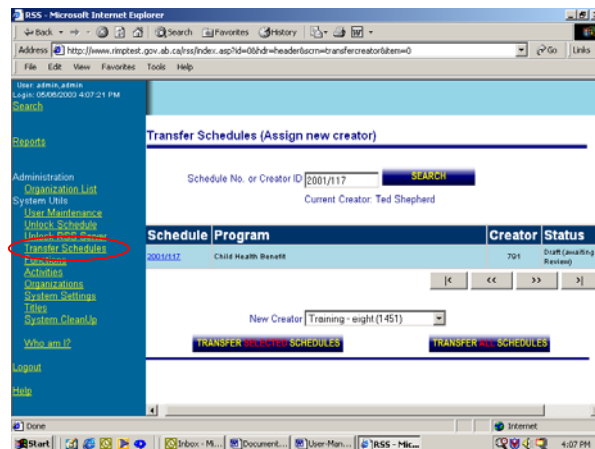 RSS - Microsoft Internet Explorer
Back Search Favorites History
Address http://www.rimptest.gov.ab.ca/rss/index.asp?id=0&hdr=header&scrn=transfercreator&item=0 Go Links
File Edit View Favorites Tools Help
User: admin,admin
Login: 05/06/2003 4:07:21 PM
Search
Reports
Administration
Organization List
System Utils
User Maintenance
Unlock Schedule
Unlock RSS Server
Transfer Schedules
Functions
Activities
Organizations
System Settings
Titles
System CleanUp
Who am I?
Logout
Help
Transfer Schedules (Assign new creator)
Schedule No. or Creator ID 2001/117 SEARCH
Current Creator: Ted Shepherd
Schedule Program Creator Status
2001/117 Child Health Benefit 791 Draft (awaiting Review)
|< << >> >|
New Creator Training - eight (1451)
TRANSFER SELECTED SCHEDULES TRANSFER ALL SCHEDULES
Done Internet
Start Inbox - M... Document... User-Man... RSS - Mic... 4:07 PM